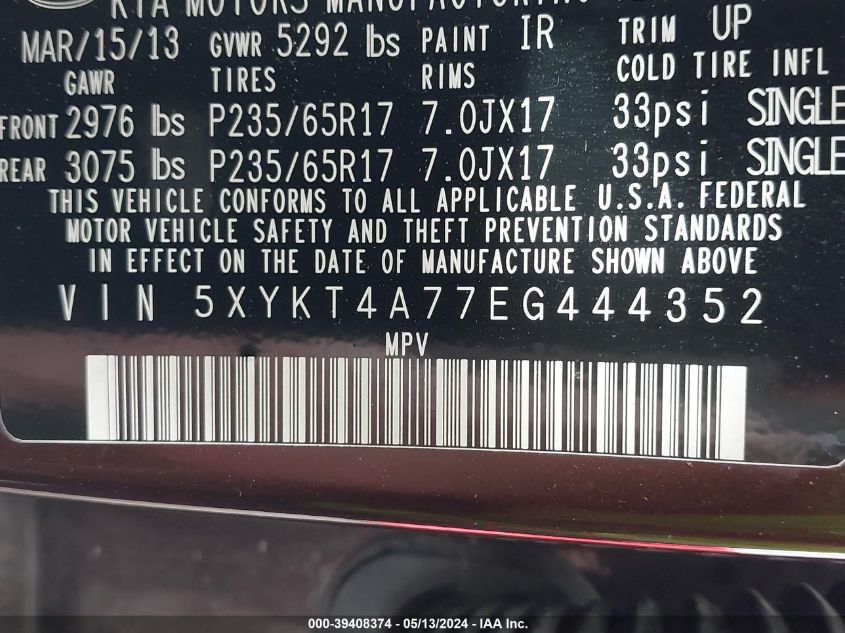 KIA MOTORS MANUFACTURING
MAR/15/13 GVWR 5292 lbs PAINT IR TRIM UP
GAWR TIRES RIMS COLD TIRE INFL
FRONT 2976 lbs P235/65R17 7.0JX17 33psi SINGLE
REAR 3075 lbs P235/65R17 7.0JX17 33psi SINGLE
THIS VEHICLE CONFORMS TO ALL APPLICABLE U.S.A. FEDERAL
MOTOR VEHICLE SAFETY AND THEFT PREVENTION STANDARDS
IN EFFECT ON THE DATE OF MANUFACTURE SHOWN ABOVE
VIN 5XYKT4A77EG444352
MPV
000-39408374 - 05/13/2024 - IAA Inc.